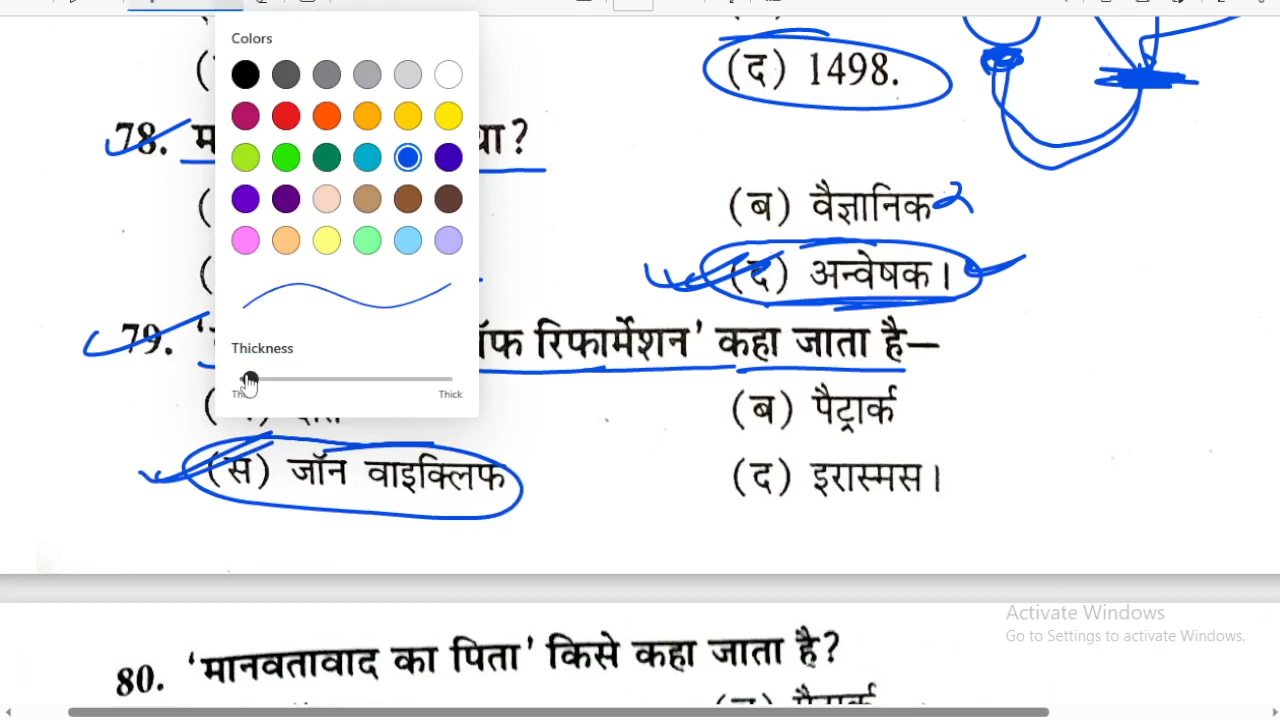 Colors
(द) 1498.
78.
था?
(ब) वैज्ञानिक
(द) अन्वेषक।
79. ऑफ रिफार्मेशन' कहा जाता है—
Thickness
Thick
(ब) पैट्रार्क
(स) जॉन वाइक्लिफ
(द) इरास्मस।
Activate Windows
Go to Settings to activate Windows.
80. 'मानवतावाद का पिता' किसे कहा जाता है?